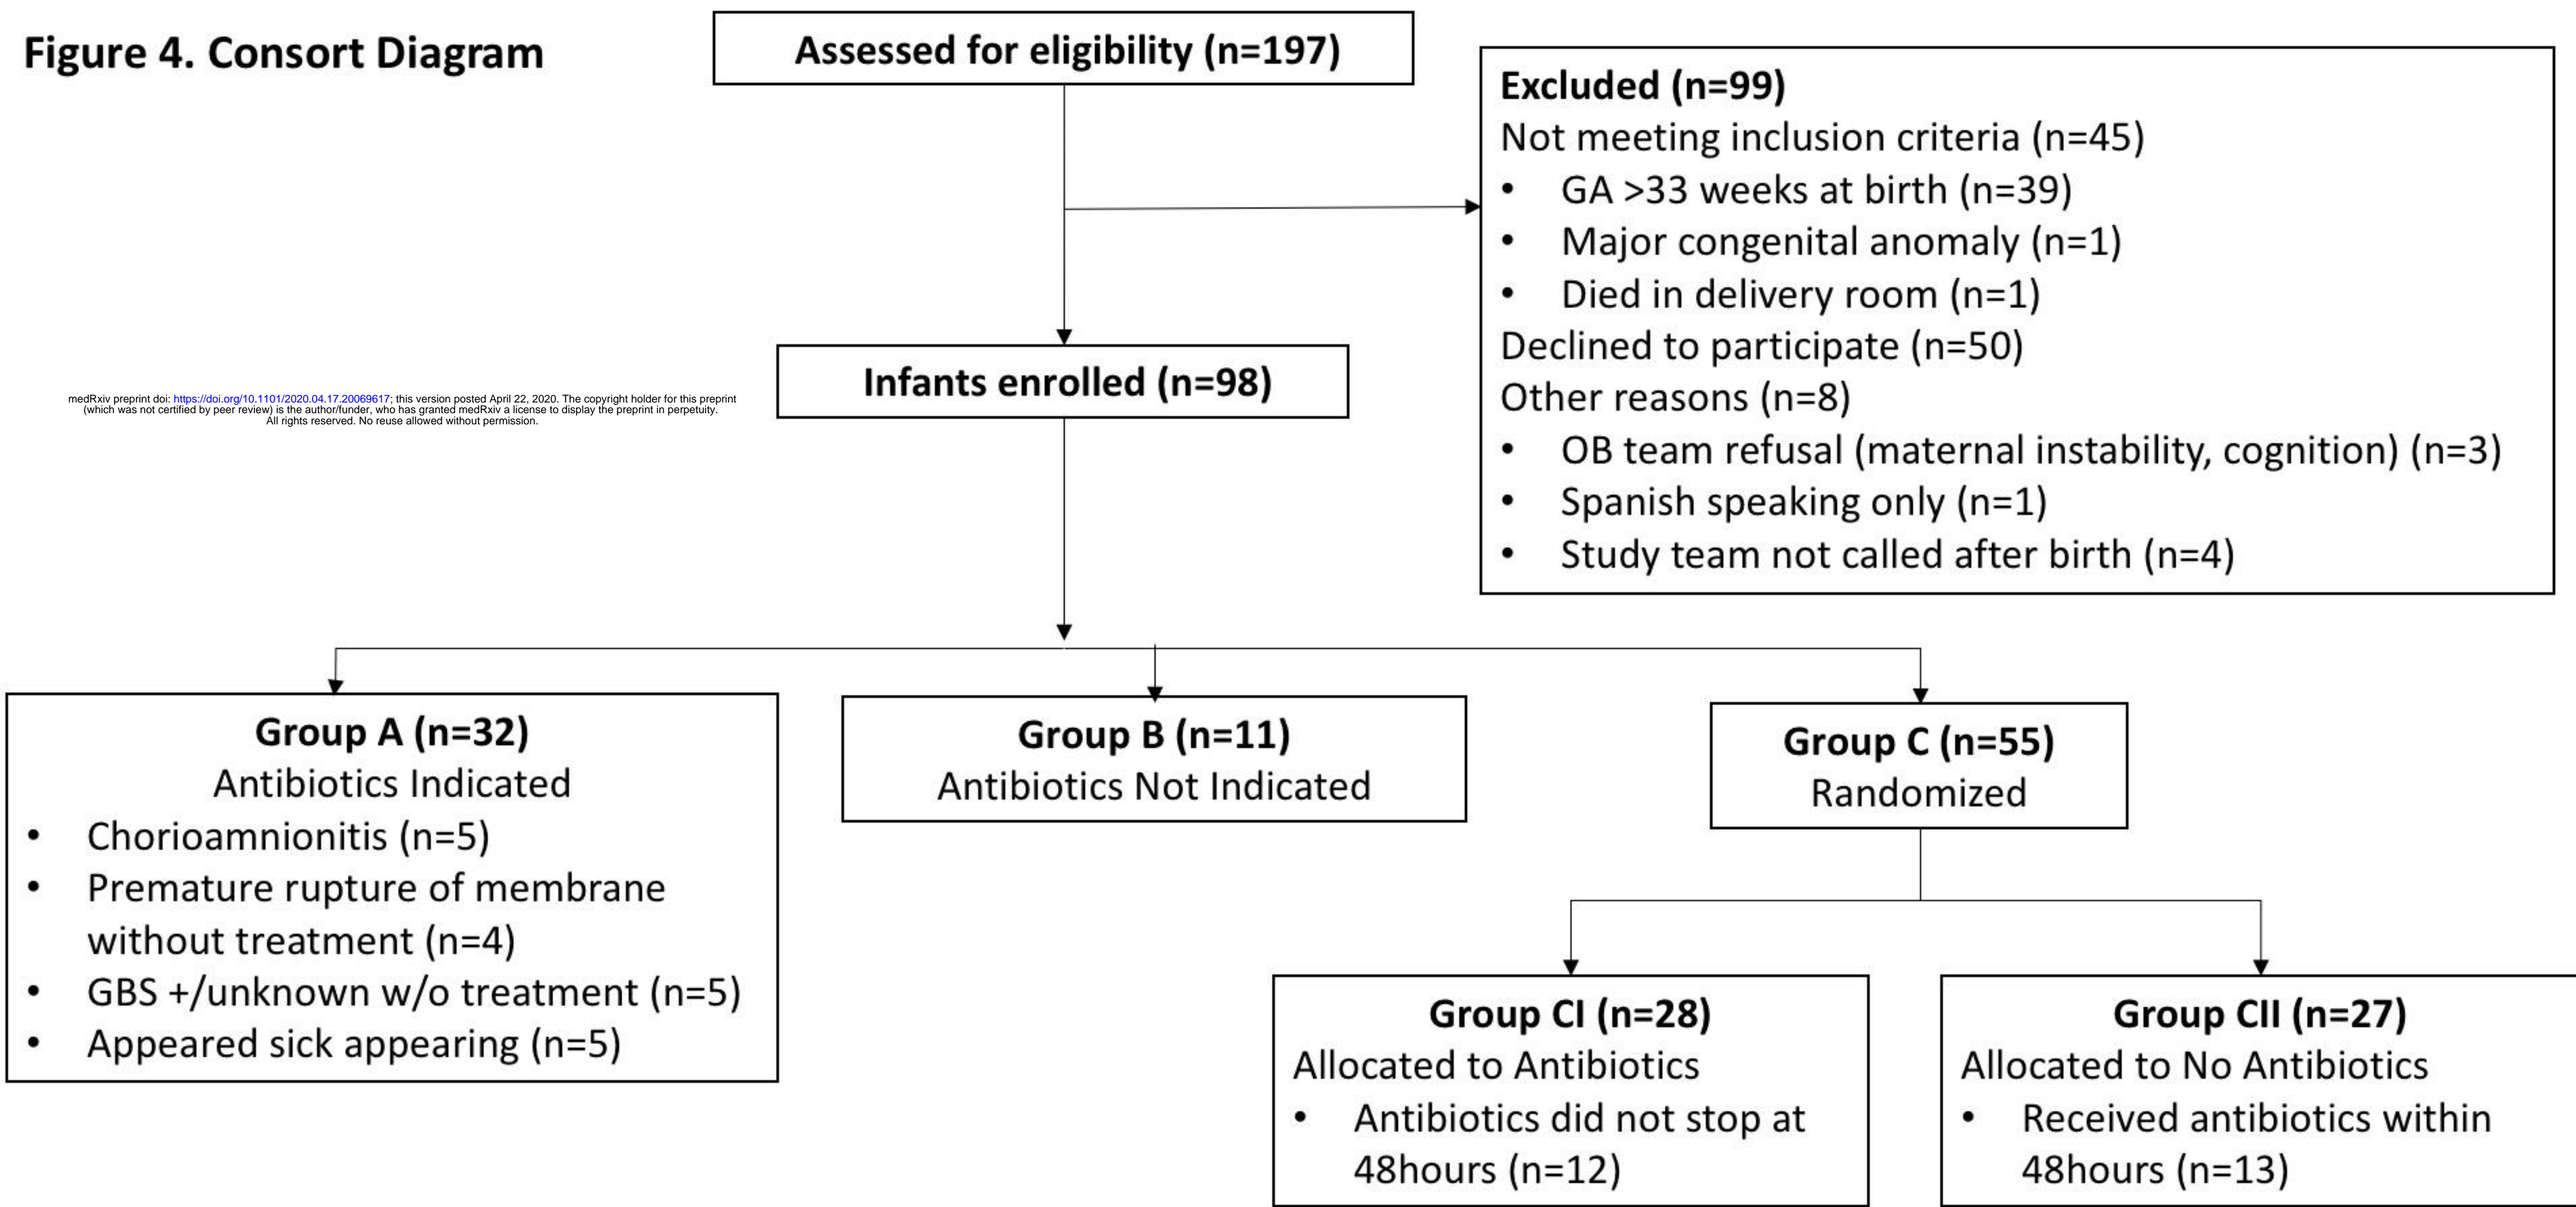 Figure 4. Consort Diagram
Assessed for eligibility (n=197)
Excluded (n=99)
Not meeting inclusion criteria (n=45)
• GA >33 weeks at birth (n=39)
• Major congenital anomaly (n=1)
• Died in delivery room (n=1)
Declined to participate (n=50)
Other reasons (n=8)
• OB team refusal (maternal instability, cognition) (n=3)
• Spanish speaking only (n=1)
• Study team not called after birth (n=4)
Infants enrolled (n=98)
medRxiv preprint doi: https://doi.org/10.1101/2020.04.17.20069617; this version posted April 22, 2020. The copyright holder for this preprint
(which was not certified by peer review) is the author/funder, who has granted medRxiv a license to display the preprint in perpetuity.
All rights reserved. No reuse allowed without permission.
Group A (n=32)
Antibiotics Indicated
• Chorioamnionitis (n=5)
• Premature rupture of membrane
without treatment (n=4)
• GBS +/unknown w/o treatment (n=5)
• Appeared sick appearing (n=5)
Group B (n=11)
Antibiotics Not Indicated
Group C (n=55)
Randomized
Group CI (n=28)
Allocated to Antibiotics
• Antibiotics did not stop at
48hours (n=12)
Group CII (n=27)
Allocated to No Antibiotics
• Received antibiotics within
48hours (n=13)